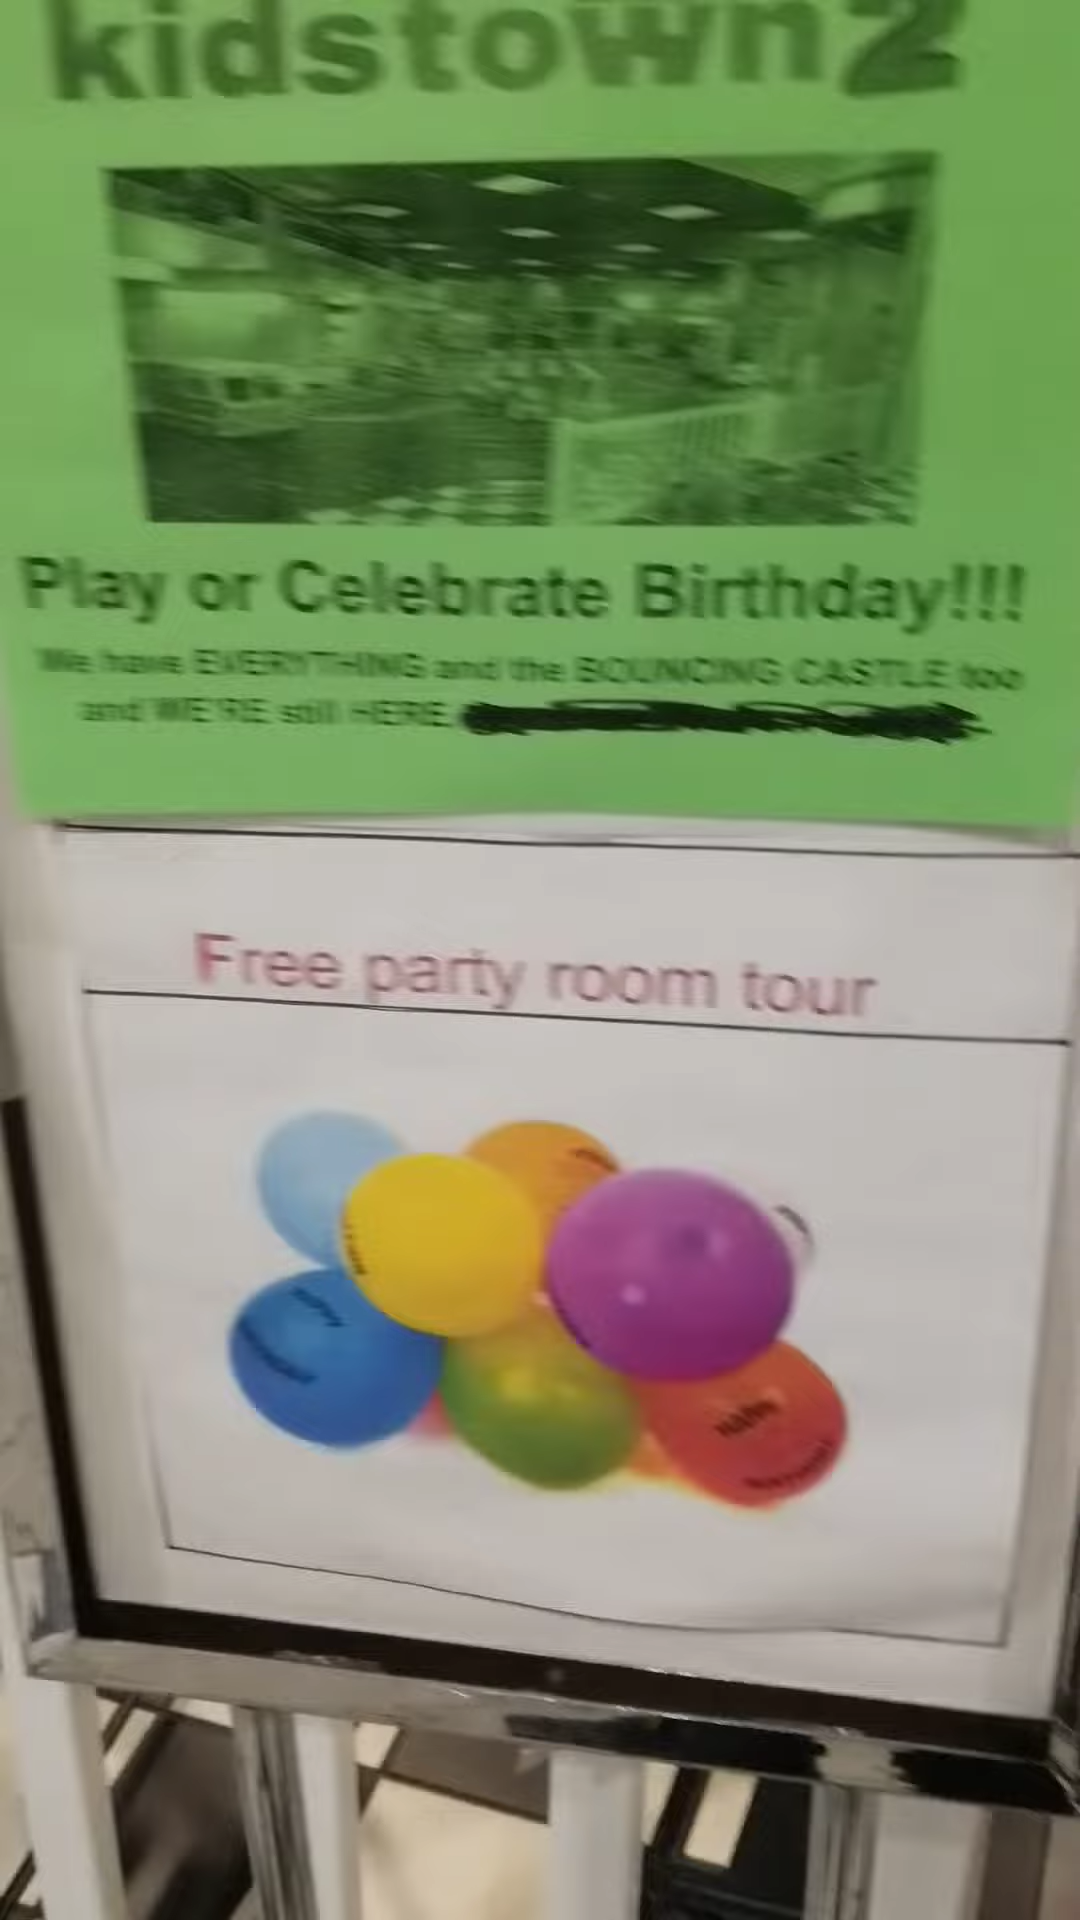 kidstown2
Play or Celebrate Birthday!!!
We have EVERYTHING and the BOUNCING CASTLE too
and WE'RE still HERE
Free party room tour
HAPPY